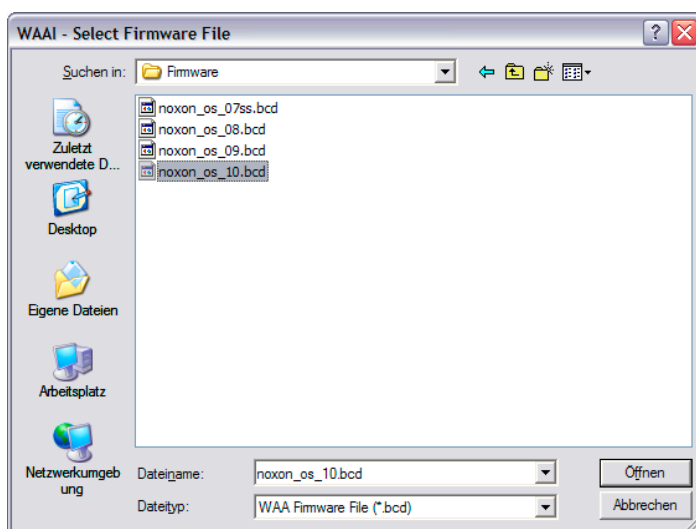 WAAI - Select Firmware File
Suchen in:
Firmware
noxon_os_07ss.bcd
noxon_os_08.bcd
noxon_os_09.bcd
noxon_os_10.bcd
Zuletzt
verwendete D...
Desktop
Eigene Dateien
Arbeitsplatz
Netzwerkumgeb
ung
Dateiname:
noxon_os_10.bcd
Öffnen
Dateityp:
WAA Firmware File (*.bcd)
Abbrechen